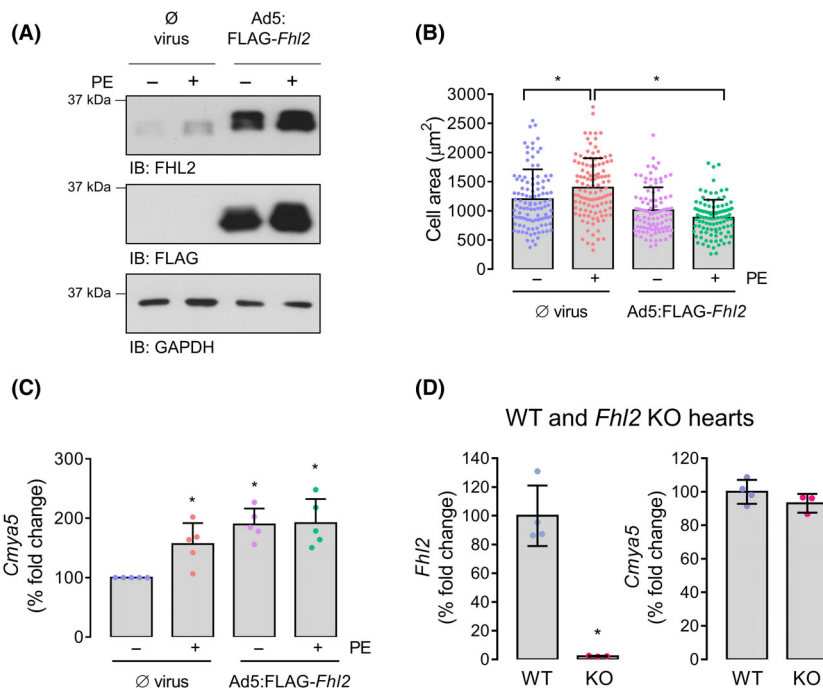 (A)
Ø
virus
Ad5:
FLAG-Fhl2
PE − + − +
37 kDa
IB: FHL2
IB: FLAG
37 kDa
IB: GAPDH
(B)
* *
Cell area (μm²)
3000
2500
2000
1500
1000
500
0
− + − + PE
∅ virus Ad5:FLAG-Fhl2
(C)
Cmya5
(% fold change)
300
200
100
0
* * *
− + − + PE
∅ virus Ad5:FLAG-Fhl2
(D)
WT and Fhl2 KO hearts
Fhl2
(% fold change)
140
120
100
80
60
40
20
0
*
WT KO
Cmya5
(% fold change)
120
100
80
60
40
20
0
WT KO